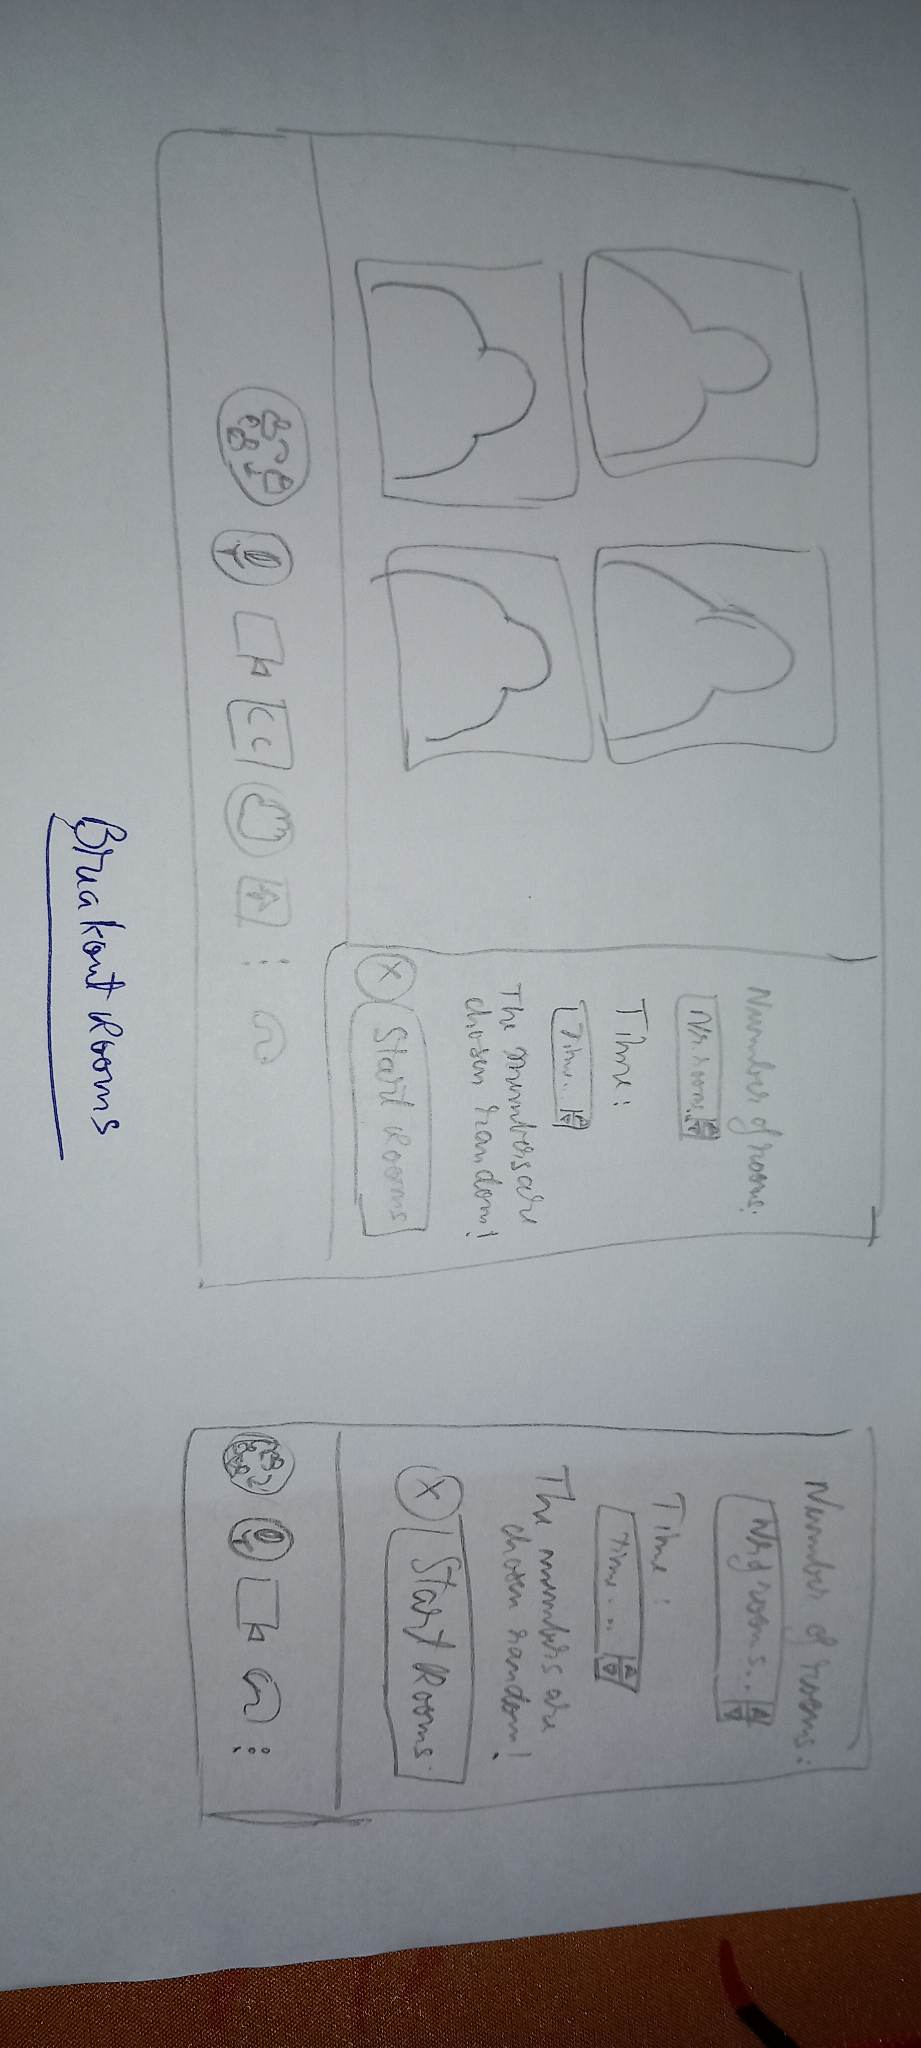 Number of rooms:
Nr. rooms..
Time:
Time...
The members are
chosen random!
X Start Rooms
CC
Number of rooms:
Nr of rooms...
Time:
Time...
The members are
chosen random!
X Start Rooms
Breakout Rooms